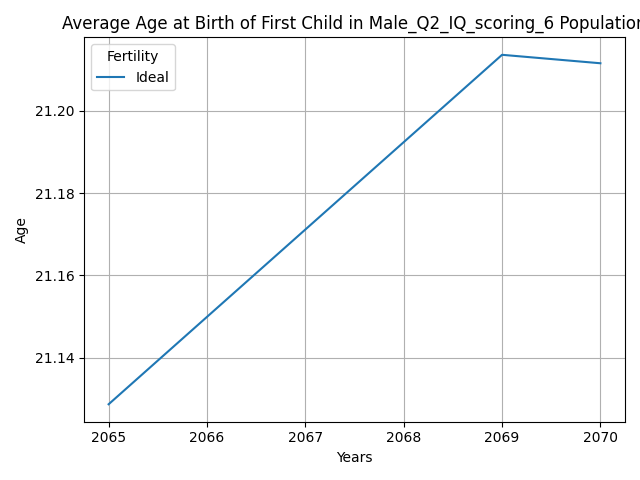 Average Age at Birth of First Child in Male_Q2_IQ_scoring_6 Population
Fertility
Ideal
21.20
21.18
21.16
21.14
Age
2065 2066 2067 2068 2069 2070
Years